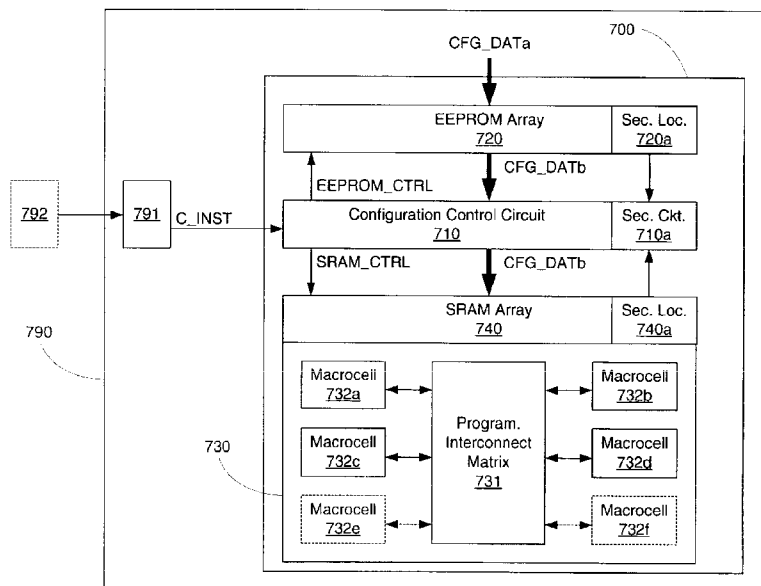 700
CFG_DATa
EEPROM Array
720
Sec. Loc.
720a
EEPROM_CTRL
CFG_DATb
792
791
C_INST
Configuration Control Circuit
710
Sec. Ckt.
710a
SRAM_CTRL
CFG_DATb
SRAM Array
740
Sec. Loc.
740a
790
Macrocell
732a
Program.
Interconnect
Matrix
731
Macrocell
732b
730
Macrocell
732c
Macrocell
732d
Macrocell
732e
Macrocell
732f